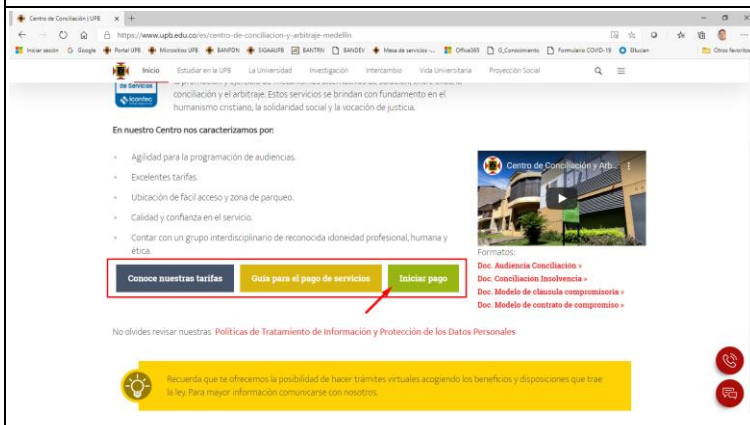 Centro de Conciliación | UPB
https://www.upb.edu.co/es/centro-de-conciliacion-y-arbitraje-medellin
Iniciar sesión Google Portal UPB Micrositios UPB BANPDN SIGAAUPB BANTRN BANDEV Mesa de servicios -... Office365 G_Conocimiento Formulario COVID-19 Ellucian Otros favoritos
Inicio Estudiar en la UPB La Universidad Investigación Intercambio Vida Universitaria Proyección Social
de Servicios
icontec
conciliación y el arbitraje. Estos servicios se brindan con fundamento en el
humanismo cristiano, la solidaridad social y la vocación de justicia.
En nuestro Centro nos caracterizamos por:
Agilidad para la programación de audiencias.
Excelentes tarifas.
Ubicación de fácil acceso y zona de parqueo.
Calidad y confianza en el servicio.
Contar con un grupo interdisciplinario de reconocida idoneidad profesional, humana y
ética.
Centro de Conciliación y Arb...
Formatos:
Doc. Audiencia Conciliación »
Doc. Conciliación Insolvencia »
Doc. Modelo de cláusula compromisoria »
Doc. Modelo de contrato de compromiso »
Conoce nuestras tarifas Guía para el pago de servicios Iniciar pago
No olvides revisar nuestras Políticas de Tratamiento de Información y Protección de los Datos
Personales
Recuerda que te ofrecemos la posibilidad de hacer trámites virtuales acogiendo los beneficios y disposiciones que trae
la ley. Para mayor información comunicarse con nosotros.